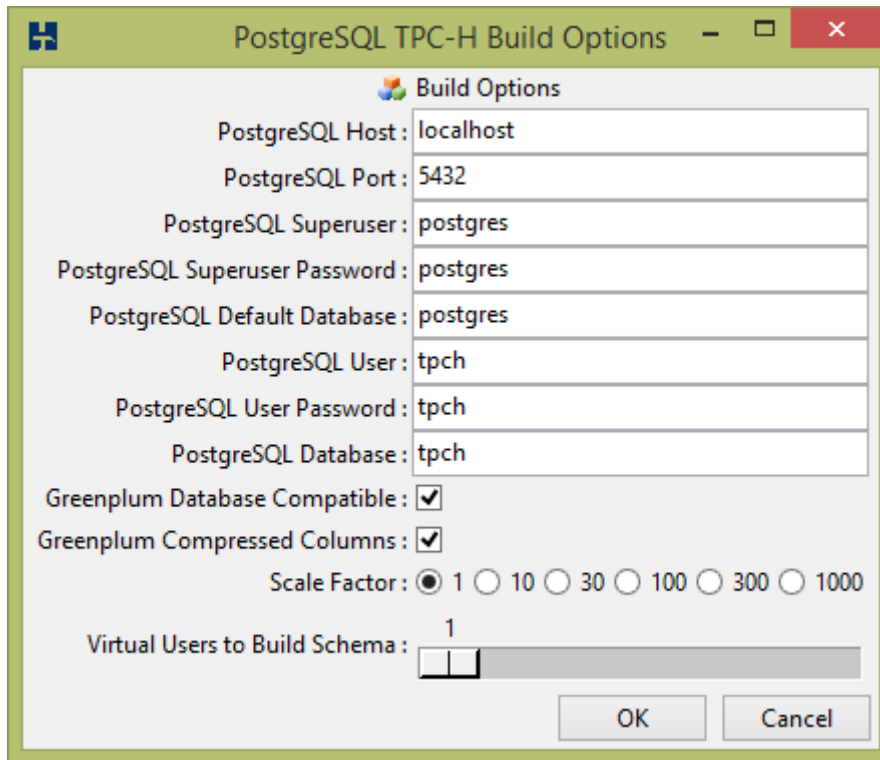 PostgreSQL TPC-H Build Options
Build Options
PostgreSQL Host : localhost
PostgreSQL Port : 5432
PostgreSQL Superuser : postgres
PostgreSQL Superuser Password : postgres
PostgreSQL Default Database : postgres
PostgreSQL User : tpch
PostgreSQL User Password : tpch
PostgreSQL Database : tpch
Greenplum Database Compatible :
Greenplum Compressed Columns :
Scale Factor : 1 10 30 100 300 1000
1
Virtual Users to Build Schema :
OK Cancel